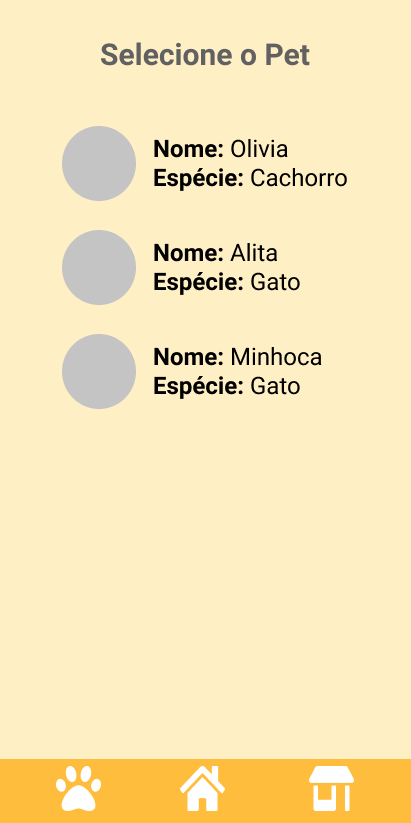 Selecione o Pet
Nome: Olivia
Espécie: Cachorro
Nome: Alita
Espécie: Gato
Nome: Minhoca
Espécie: Gato